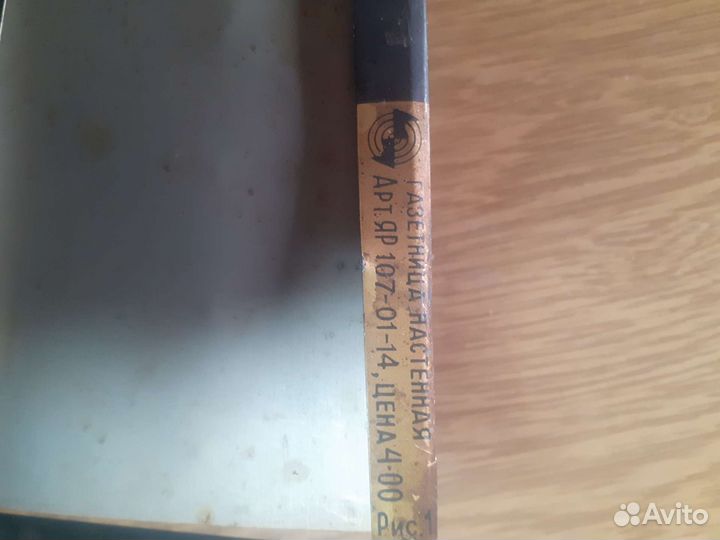 ГАЗЕТНИЦА НАСТЕННАЯ
АРТ. ЯР 107-01-14, ЦЕНА 4-00
Рис. 1
Avito